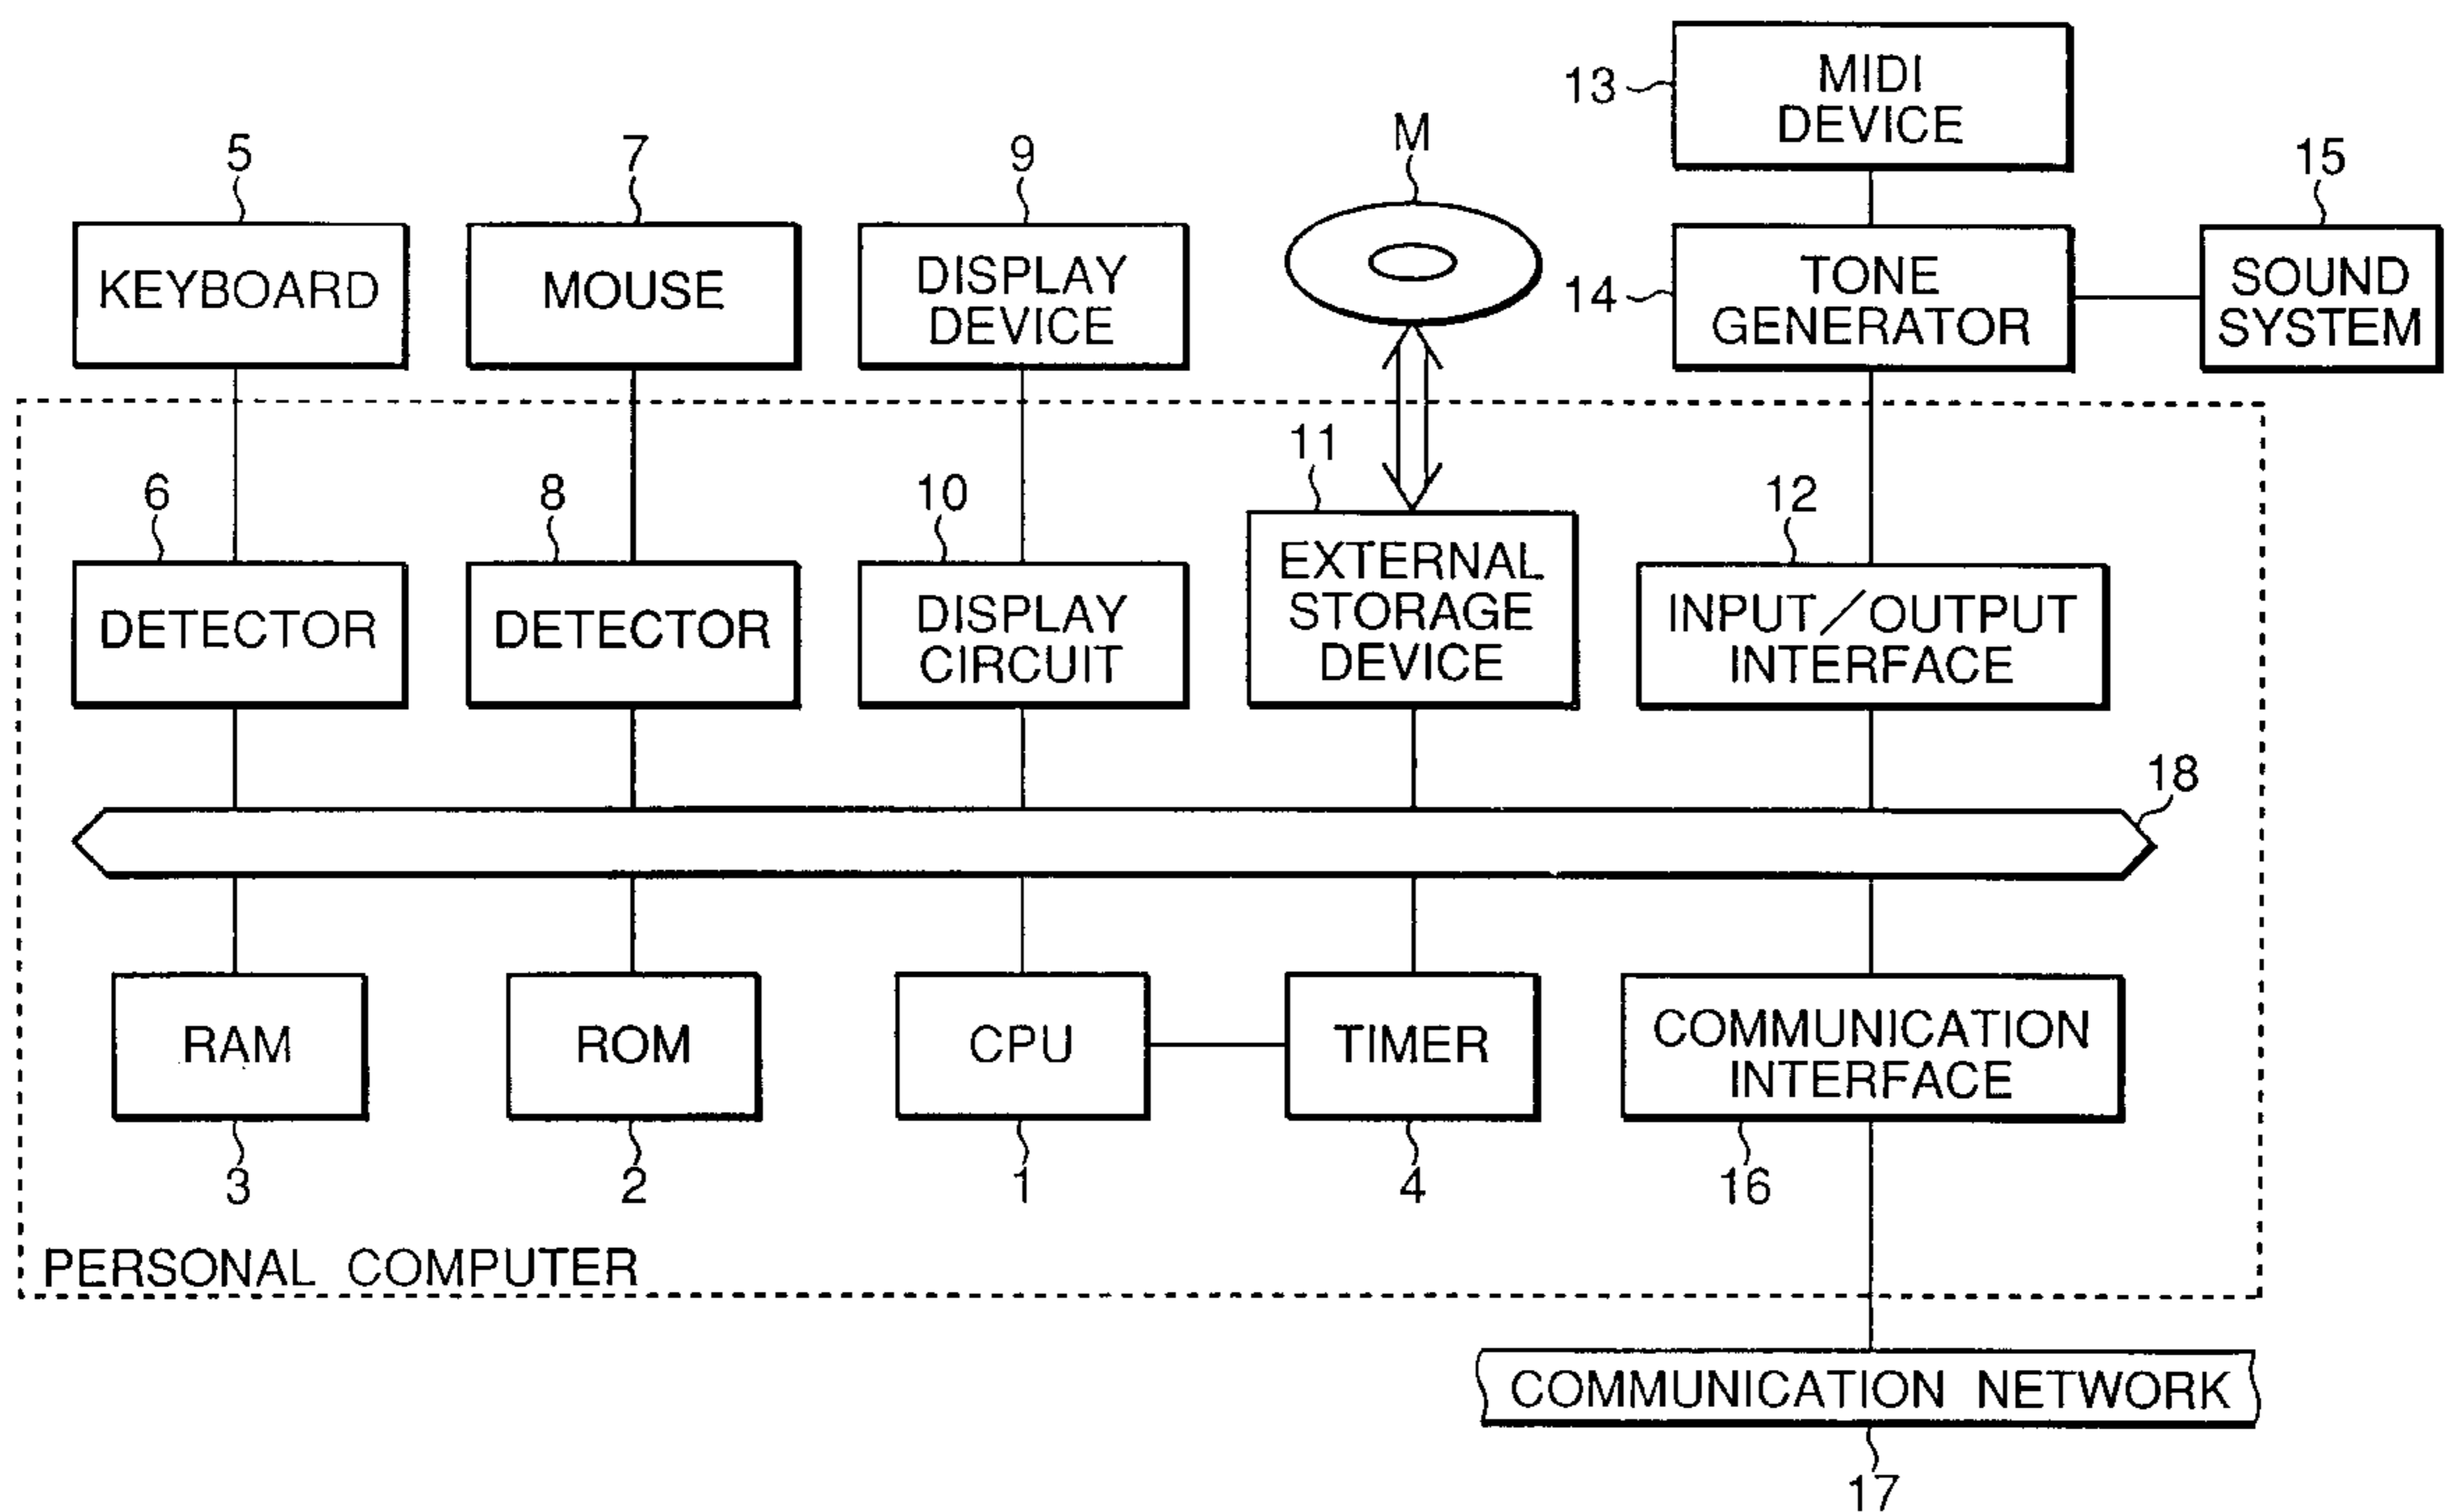 13
MIDI
DEVICE
5
7
9
M
15
KEYBOARD
MOUSE
DISPLAY
DEVICE
14
TONE
GENERATOR
SOUND
SYSTEM
6
8
10
11
12
DETECTOR
DETECTOR
DISPLAY
CIRCUIT
EXTERNAL
STORAGE
DEVICE
INPUT/OUTPUT
INTERFACE
18
RAM
ROM
CPU
TIMER
COMMUNICATION
INTERFACE
3
2
1
4
16
PERSONAL COMPUTER
COMMUNICATION NETWORK
17